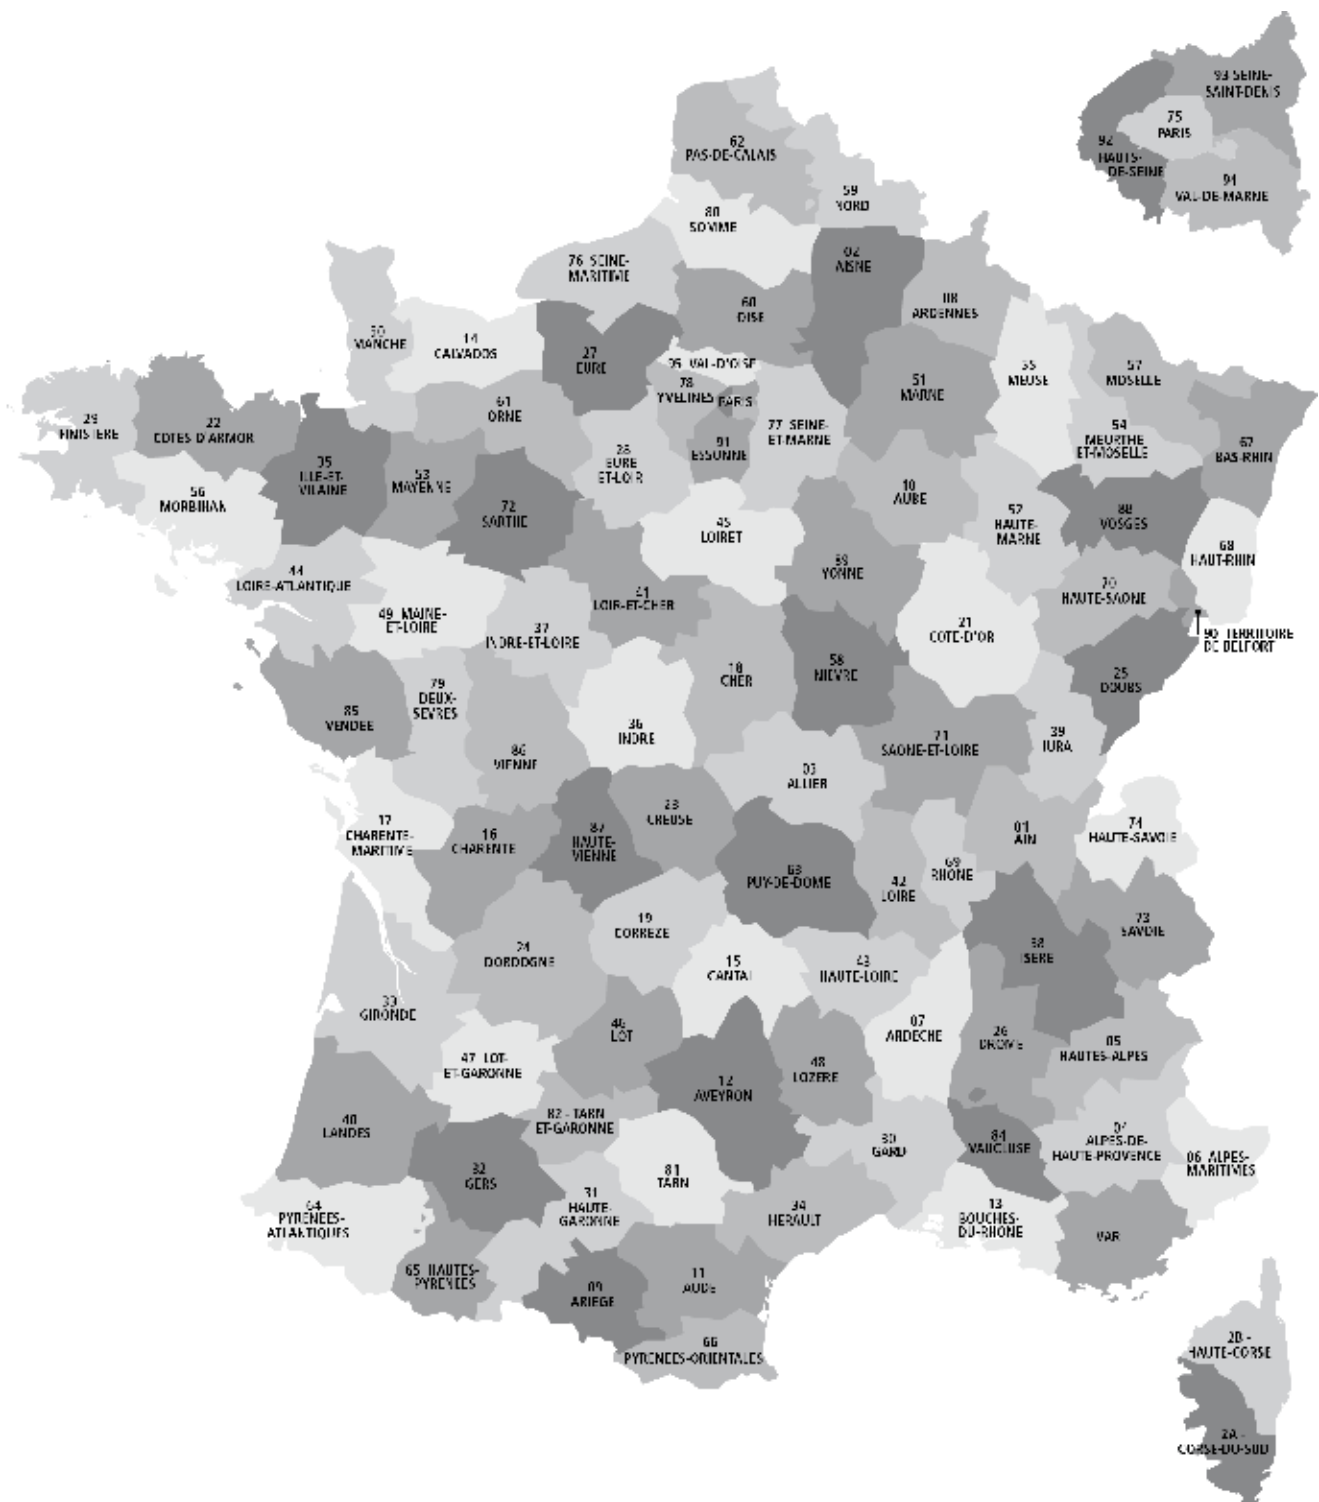 93 SEINE-
SAINT-DENIS
75
PARIS
92
HAUTS-
DE-SEINE
94
VAL-DE-MARNE
62
PAS-DE-CALAIS
59
NORD
80
SOMME
02
AISNE
76 SEINE-
MARITIME
60
OISE
08
ARDENNES
50
MANCHE
14
CALVADOS
27
EURE
95 VAL-D'OISE
78
YVELINES
PARIS
51
MARNE
55
MEUSE
57
MOSELLE
29
FINISTERE
22
COTES D'ARMOR
61
ORNE
28
EURE
ET-LOIR
91
ESSONNE
77 SEINE-
ET-MARNE
54
MEURTHE
ET-MOSELLE
67
BAS-RHIN
35
ILLE-ET-
VILAINE
53
MAYENNE
56
MORBIHAN
72
SARTHE
45
LOIRET
10
AUBE
52
HAUTE-
MARNE
88
VOSGES
68
HAUT-RHIN
44
LOIRE-ATLANTIQUE
49 MAINE-
ET-LOIRE
37
INDRE-ET-LOIRE
41
LOIR-ET-CHER
89
YONNE
70
HAUTE-SAONE
21
COTE-D'OR
90 TERRITOIRE
DE BELFORT
85
VENDEE
79
DEUX-
SEVRES
86
VIENNE
36
INDRE
18
CHER
58
NIEVRE
25
DOUBS
71
SAONE-ET-LOIRE
39
JURA
03
ALLIER
17
CHARENTE-
MARITIME
16
CHARENTE
87
HAUTE-
VIENNE
23
CREUSE
63
PUY-DE-DOME
42
LOIRE
69
RHONE
01
AIN
74
HAUTE-SAVOIE
24
DORDOGNE
19
CORREZE
15
CANTAL
43
HAUTE-LOIRE
38
ISERE
73
SAVOIE
33
GIRONDE
46
LOT
07
ARDECHE
26
DROME
05
HAUTES-ALPES
47 LOT-
ET-GARONNE
12
AVEYRON
48
LOZERE
40
LANDES
82 - TARN
ET-GARONNE
30
GARD
84
VAUCLUSE
04
ALPES-DE-
HAUTE-PROVENCE
06 ALPES-
MARITIMES
32
GERS
81
TARN
64
PYRENEES-
ATLANTIQUES
31
HAUTE-
GARONNE
34
HERAULT
13
BOUCHES-
DU-RHONE
VAR
65 HAUTES-
PYRENEES
09
ARIEGE
11
AUDE
66
PYRENEES-ORIENTALES
2B -
HAUTE-CORSE
2A -
CORSE-DU-SUD